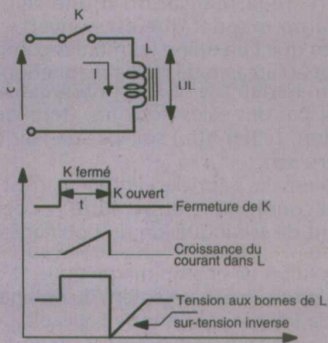 K
L
I
UL
K fermé
K ouvert
t
Fermeture de K
Croissance du
courant dans L
Tension aux bornes de L
sur-tension inverse